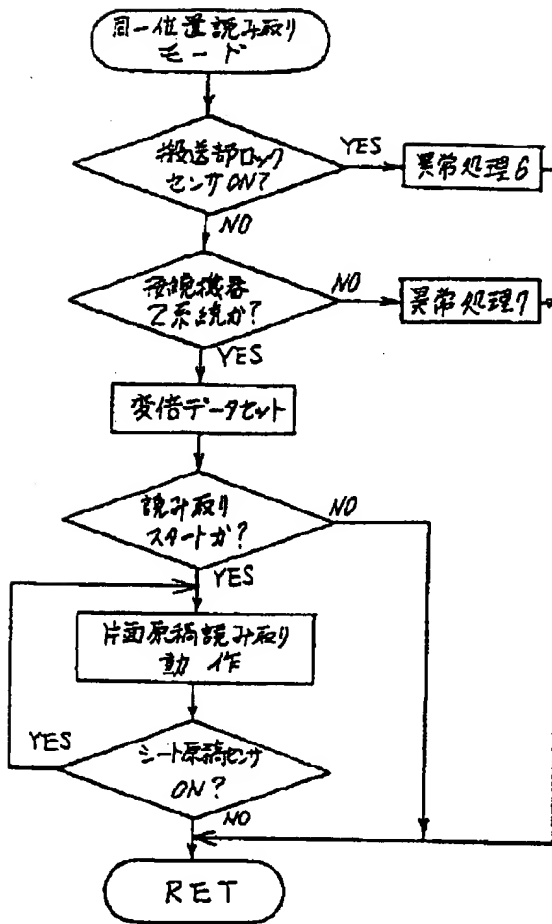 同一位置読み取り
モード
搬送部ロック
センサON?
YES
異常処理6
NO
接続機器
2系統か?
NO
異常処理7
YES
変倍データセット
読み取り
スタートか?
NO
YES
片面原稿読み取り
動作
YES
シート原稿センサ
ON?
NO
RET